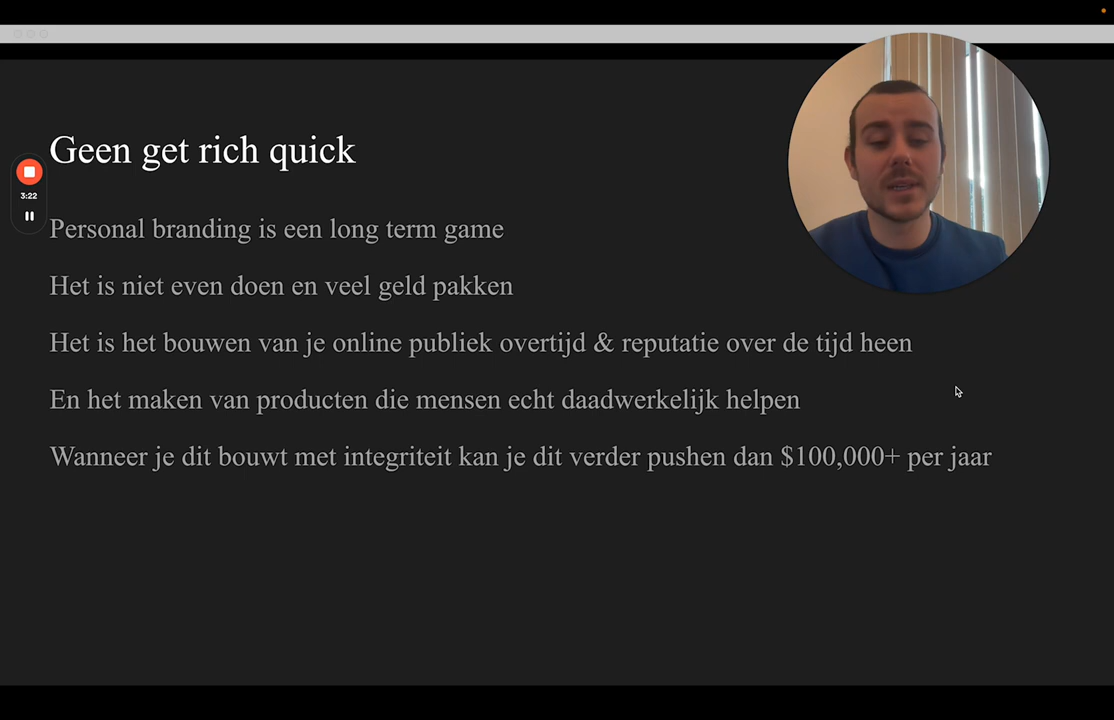 Geen get rich quick
3:22
Personal branding is een long term game
Het is niet even doen en veel geld pakken
Het is het bouwen van je online publiek overtijd & reputatie over de tijd heen
En het maken van producten die mensen echt daadwerkelijk helpen
Wanneer je dit bouwt met integriteit kan je dit verder pushen dan $100,000+ per jaar